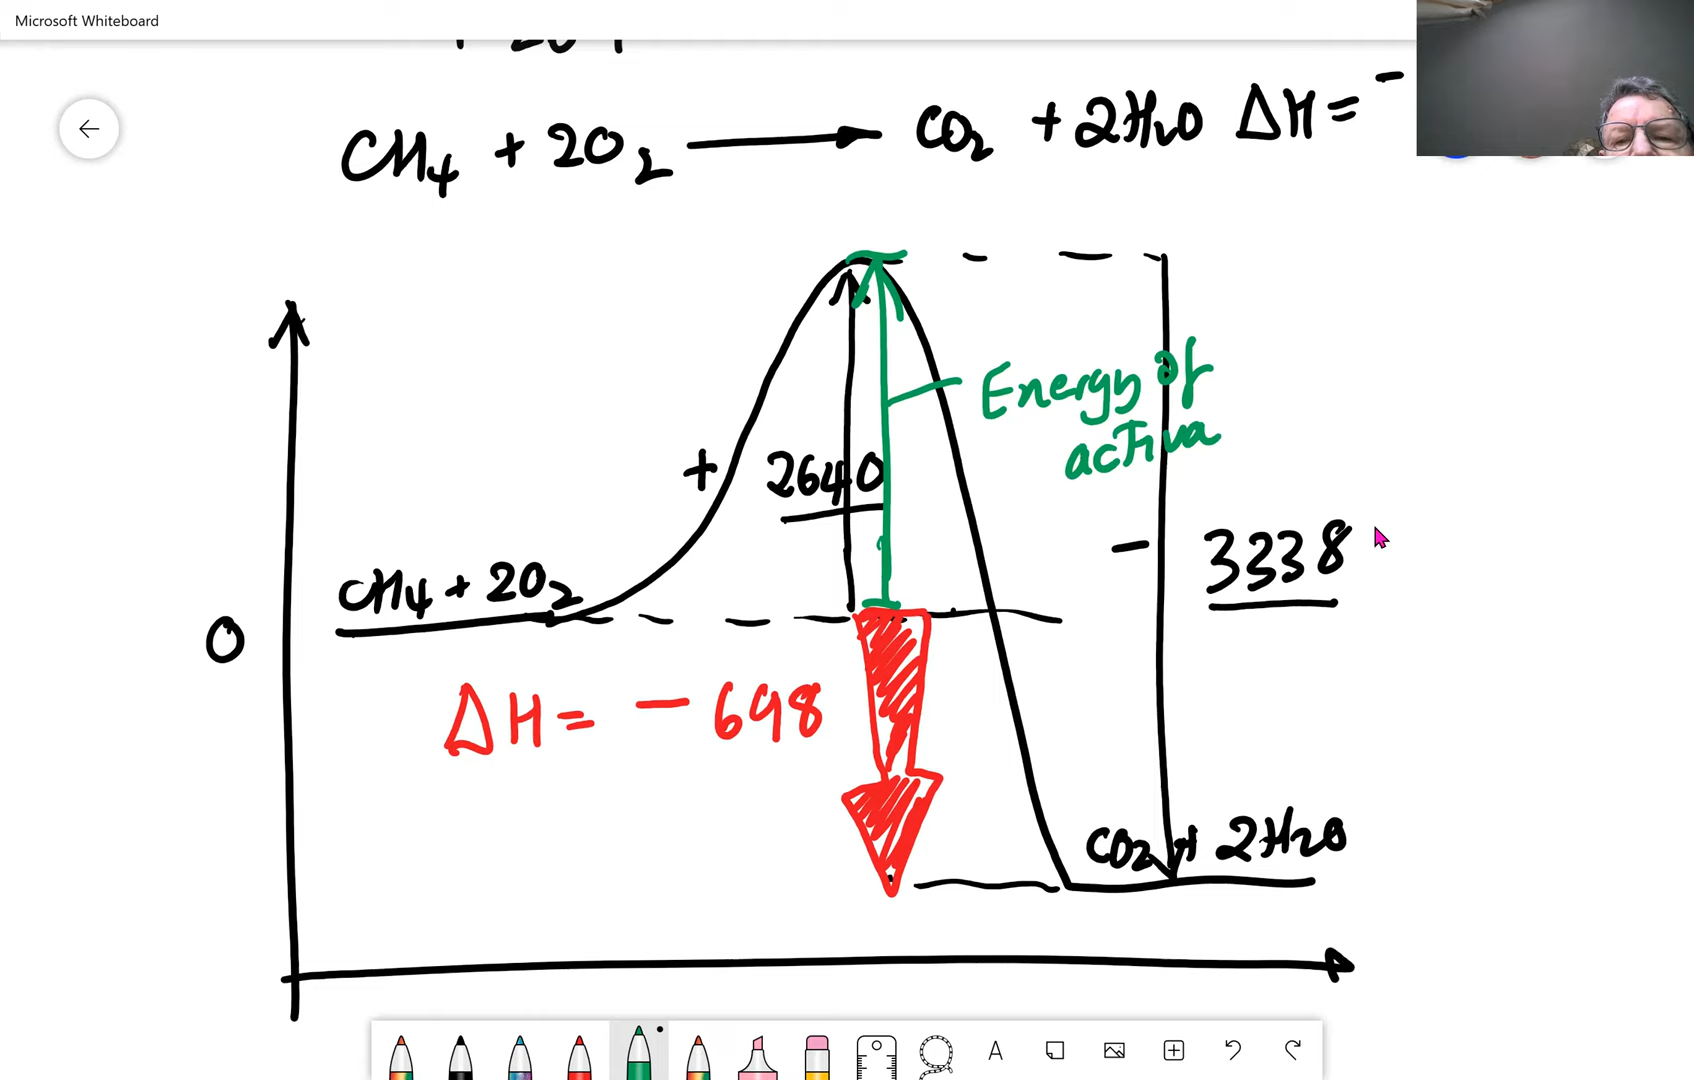 Microsoft Whiteboard
CH4 + 2O2 → CO2 + 2H2O ΔH = -
Energy of
activa
+ 2640
- 3338
CH4 + 2O2
0
ΔH = - 698
CO2 + 2H2O
A